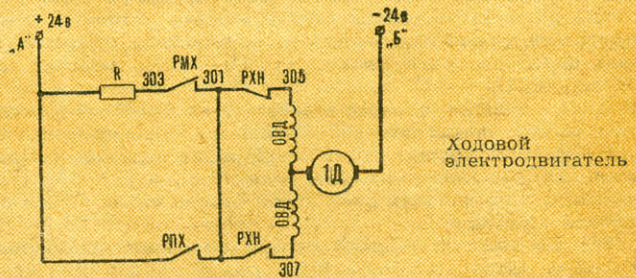 + 24в
„А"
- 24в
„Б"
R
303
РМХ
301
РХН
305
ОВД
1Д
Ходовой
электродвигатель
ОВД
РПХ
РХН
307